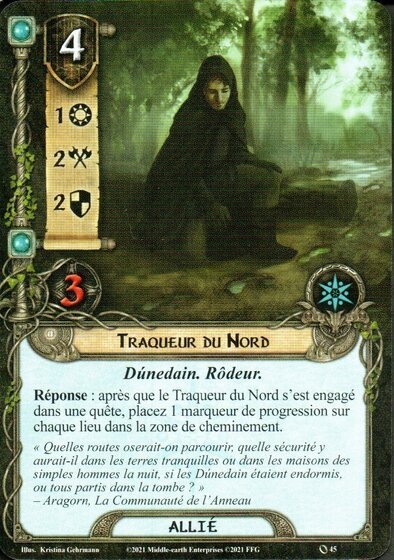 4
1
2
2
3
TRAQUEUR DU NORD
Dúnedain. Rôdeur.
Réponse : après que le Traqueur du Nord s'est engagé
dans une quête, placez 1 marqueur de progression sur
chaque lieu dans la zone de cheminement.
« Quelles routes oserait-on parcourir, quelle sécurité y
aurait-il dans les terres tranquilles ou dans les maisons des
simples hommes la nuit, si les Dúnedain étaient endormis,
ou tous partis dans la tombe ? »
– Aragorn, La Communauté de l'Anneau
ALLIÉ
Illus. Kristina Gehrmann ©2021 Middle-earth Enterprises ©2021 FFG 45